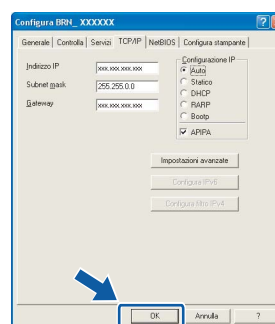 Configura BRN_ XXXXXX
Generale Controlla Servizi TCP/IP NetBIOS Configura stampante
Indirizzo IP xxx.xxx.xxx.xxx
Subnet mask 255.255.0.0
Gateway xxx.xxx.xxx.xxx
Configurazione IP
Auto
Statico
DHCP
RARP
Bootp
APIPA
Impostazioni avanzate
Configura IPv6
Configura filtro IPv4
OK Annulla ?